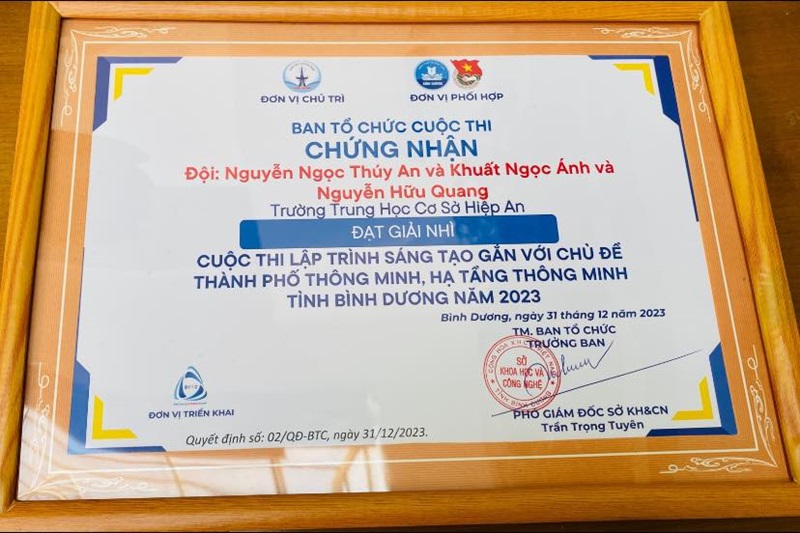 ĐƠN VỊ CHỦ TRÌ
ĐƠN VỊ PHỐI HỢP
BAN TỔ CHỨC CUỘC THI
CHỨNG NHẬN
Đội: Nguyễn Ngọc Thúy An và Khuất Ngọc Ánh và
Nguyễn Hữu Quang
Trường Trung Học Cơ Sở Hiệp An
ĐẠT GIẢI NHÌ
CUỘC THI LẬP TRÌNH SÁNG TẠO GẮN VỚI CHỦ ĐỀ
THÀNH PHỐ THÔNG MINH, HẠ TẦNG THÔNG MINH
TỈNH BÌNH DƯƠNG NĂM 2023
Bình Dương, ngày 31 tháng 12 năm 2023
TM. BAN TỔ CHỨC
TRƯỞNG BAN
SỞ
KHOA HỌC VÀ
CÔNG NGHỆ
TỈNH BÌNH DƯƠNG
PHÓ GIÁM ĐỐC SỞ KH&CN
Trần Trọng Tuyên
ĐƠN VỊ TRIỂN KHAI
Quyết định số: 02/QĐ-BTC, ngày 31/12/2023.